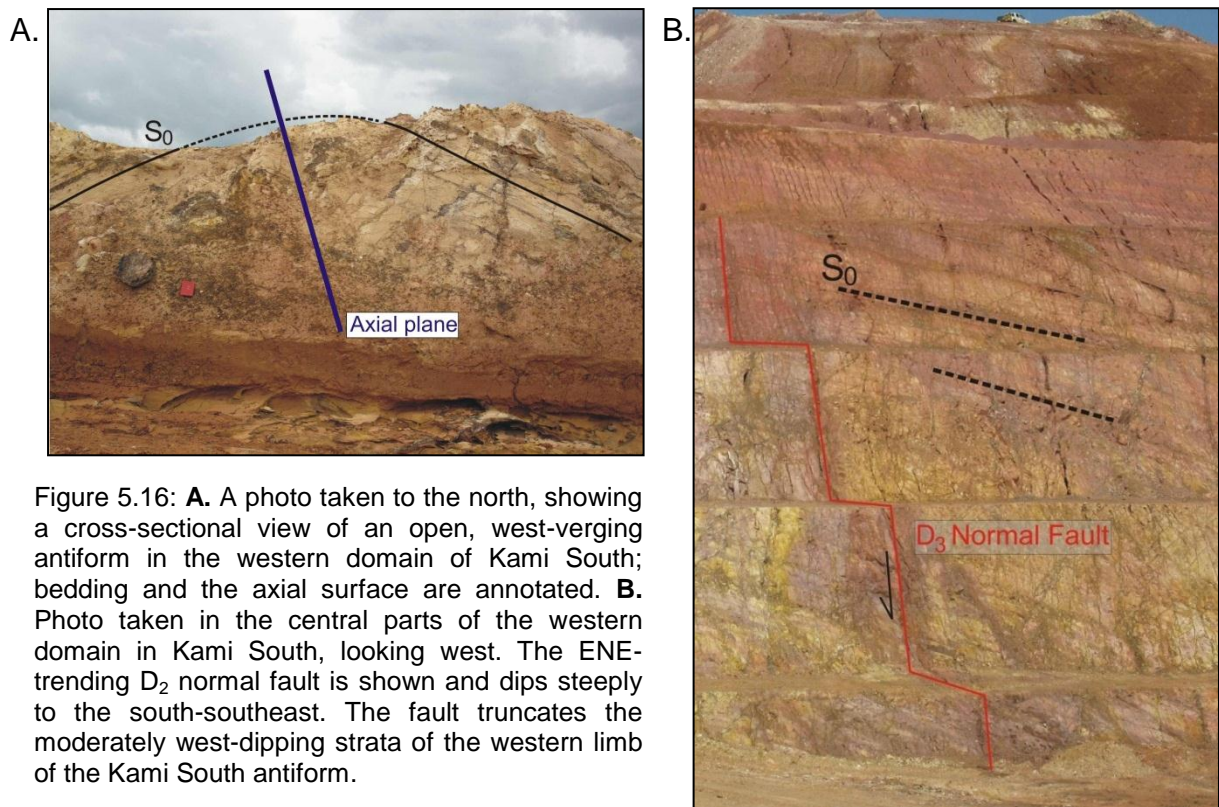 A.
S₀
Axial plane
Figure 5.16: A. A photo taken to the north, showing
a cross-sectional view of an open, west-verging
antiform in the western domain of Kami South;
bedding and the axial surface are annotated. B.
Photo taken in the central parts of the western
domain in Kami South, looking west. The ENE-
trending D₂ normal fault is shown and dips steeply
to the south-southeast. The fault truncates the
moderately west-dipping strata of the western limb
of the Kami South antiform.
B.
S₀
D₃ Normal Fault